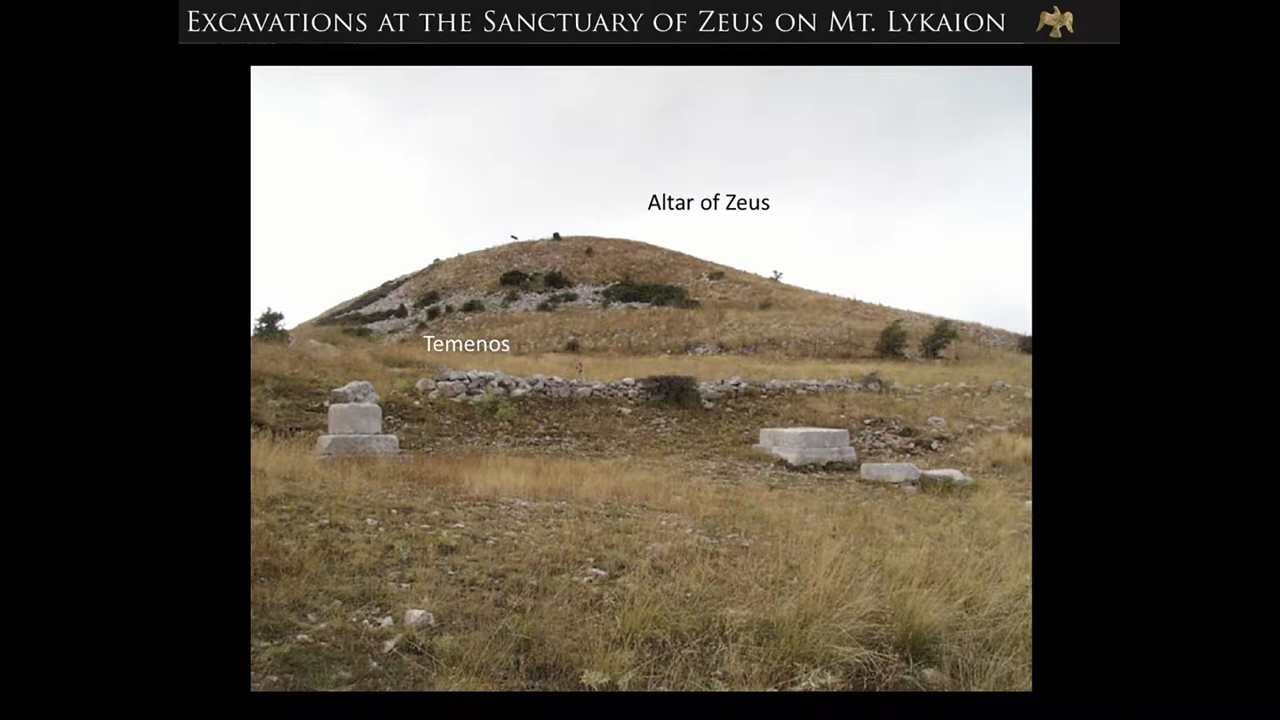 EXCAVATIONS AT THE SANCTUARY OF ZEUS ON MT. LYKAION
Altar of Zeus
Temenos